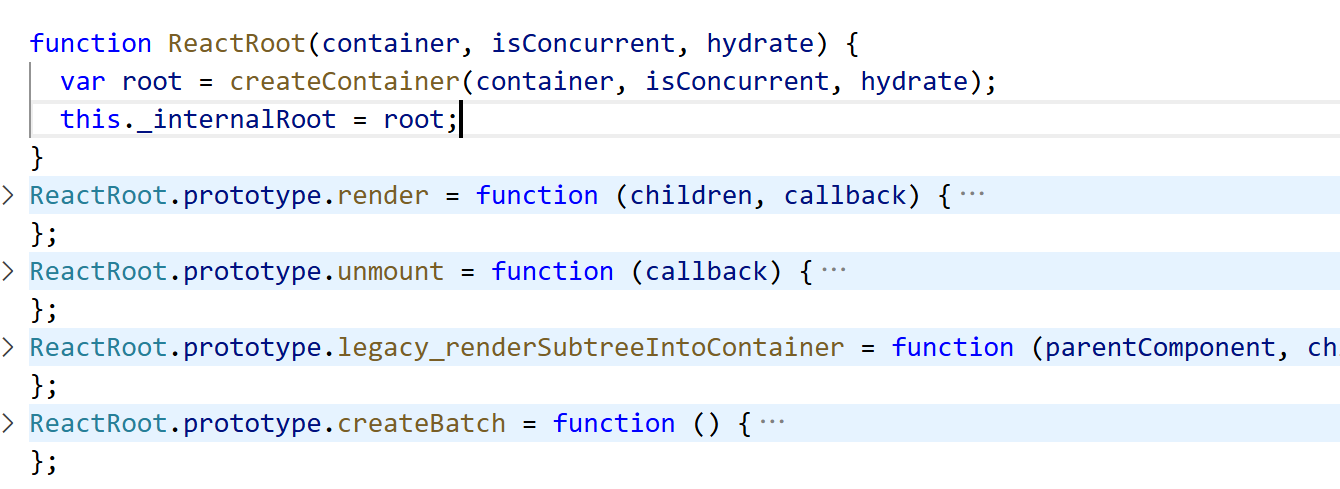 function ReactRoot(container, isConcurrent, hydrate) {
  var root = createContainer(container, isConcurrent, hydrate);
  this._internalRoot = root;
}
ReactRoot.prototype.render = function (children, callback) {···
};
ReactRoot.prototype.unmount = function (callback) {···
};
ReactRoot.prototype.legacy_renderSubtreeIntoContainer = function (parentComponent, ch
};
ReactRoot.prototype.createBatch = function () {···
};